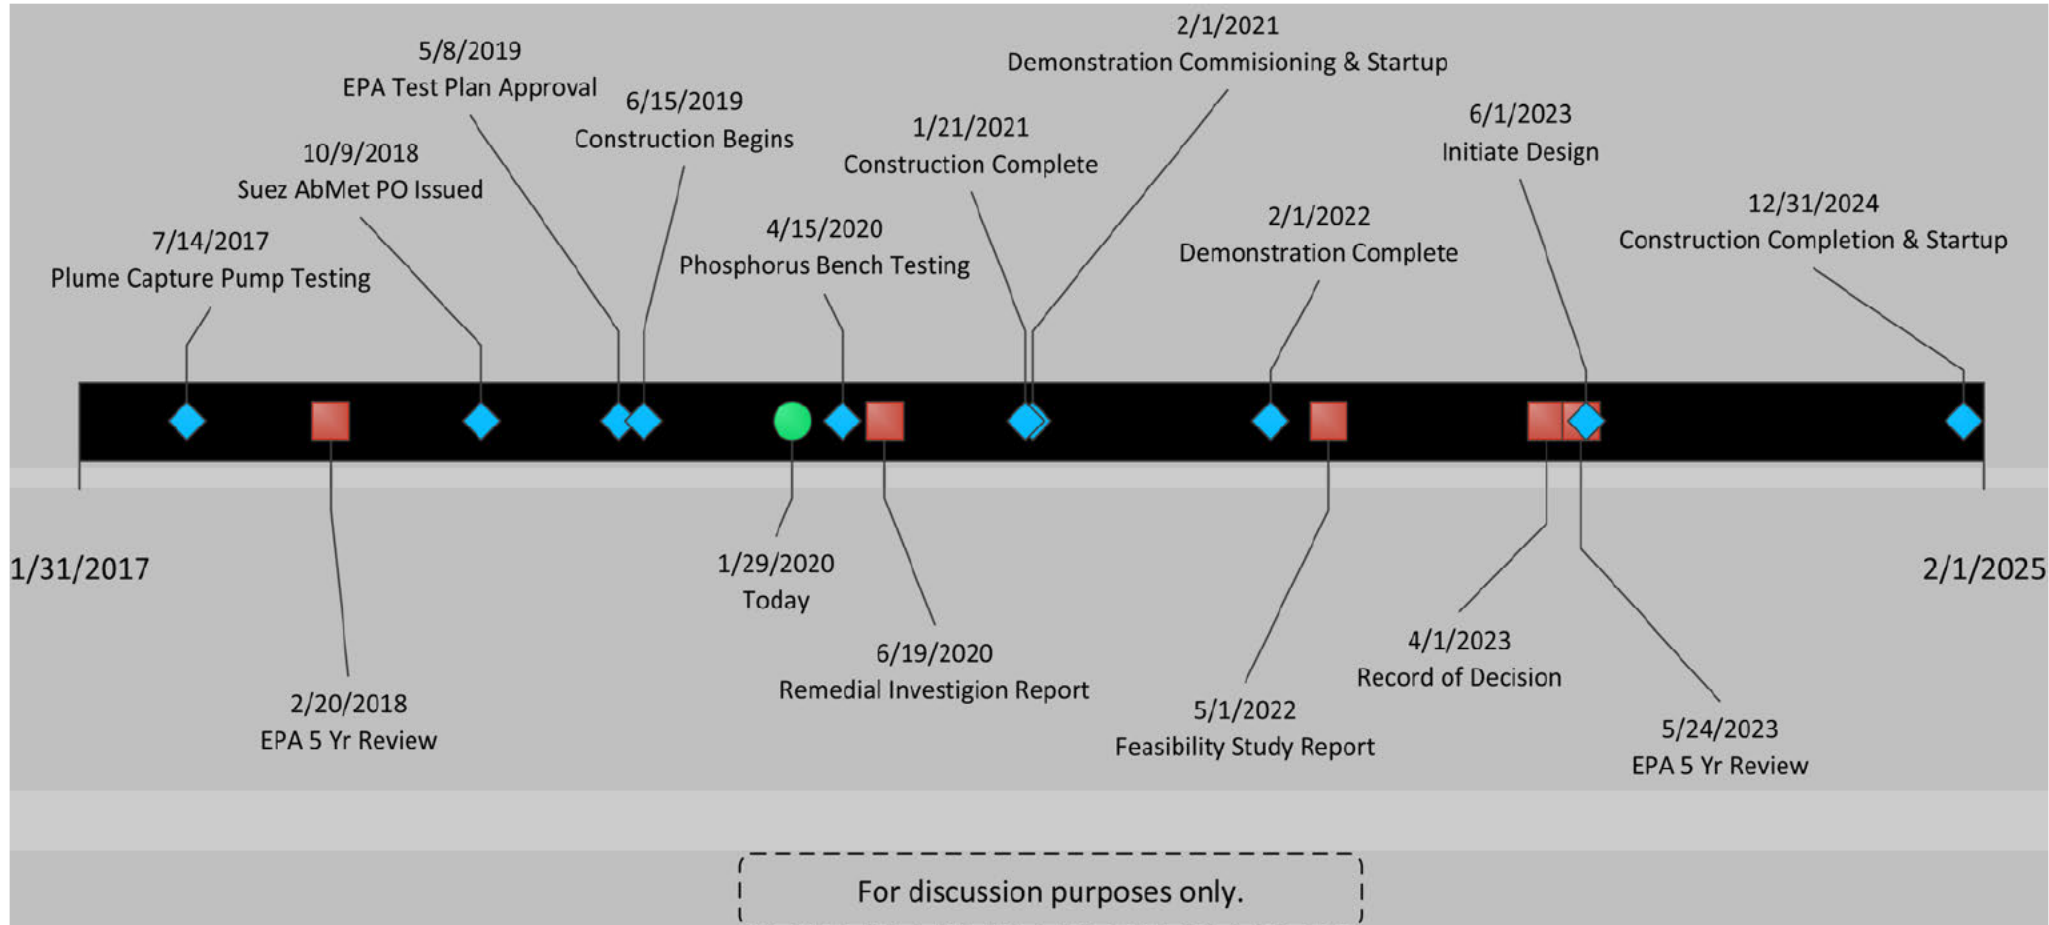 2/1/2021
Demonstration Commisioning & Startup
5/8/2019
EPA Test Plan Approval
6/15/2019
Construction Begins
6/1/2023
Initiate Design
1/21/2021
Construction Complete
10/9/2018
Suez AbMet PO Issued
12/31/2024
Construction Completion & Startup
2/1/2022
Demonstration Complete
4/15/2020
Phosphorus Bench Testing
7/14/2017
Plume Capture Pump Testing
1/31/2017
2/1/2025
1/29/2020
Today
6/19/2020
Remedial Investigion Report
4/1/2023
Record of Decision
2/20/2018
EPA 5 Yr Review
5/1/2022
Feasibility Study Report
5/24/2023
EPA 5 Yr Review
For discussion purposes only.